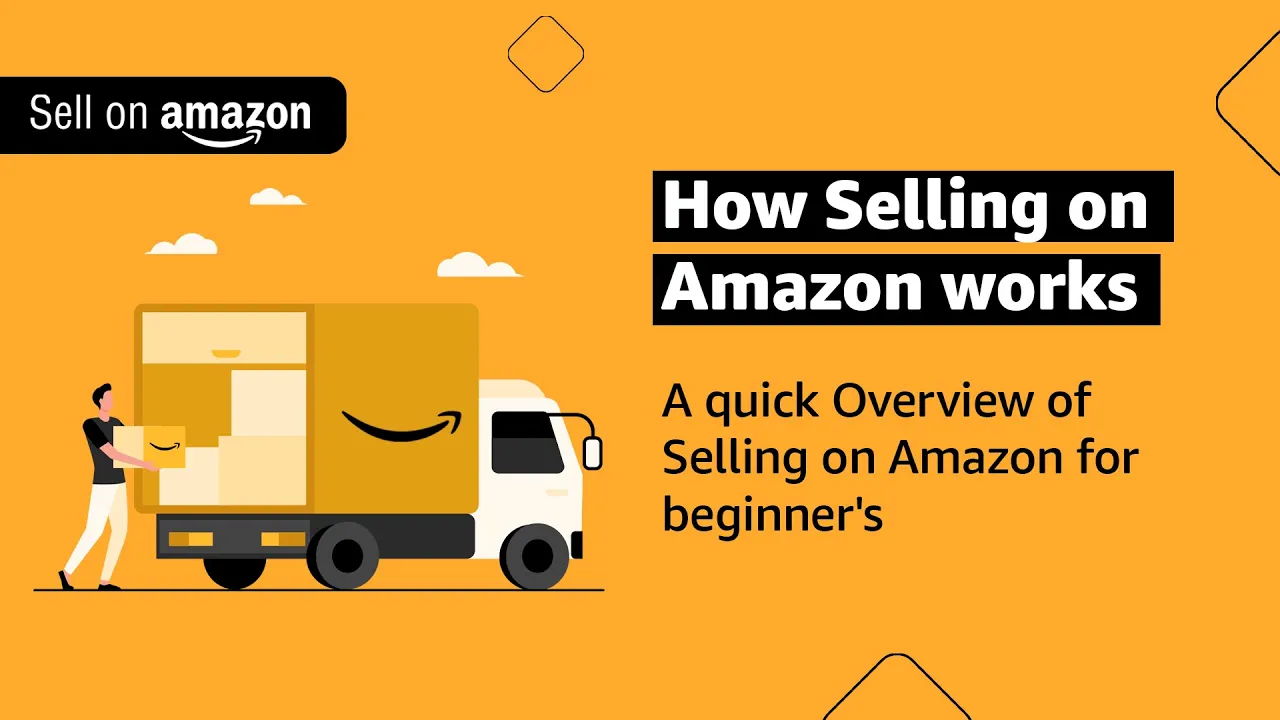 Sell on amazon
How Selling on
Amazon works
A quick Overview of
Selling on Amazon for
beginner's